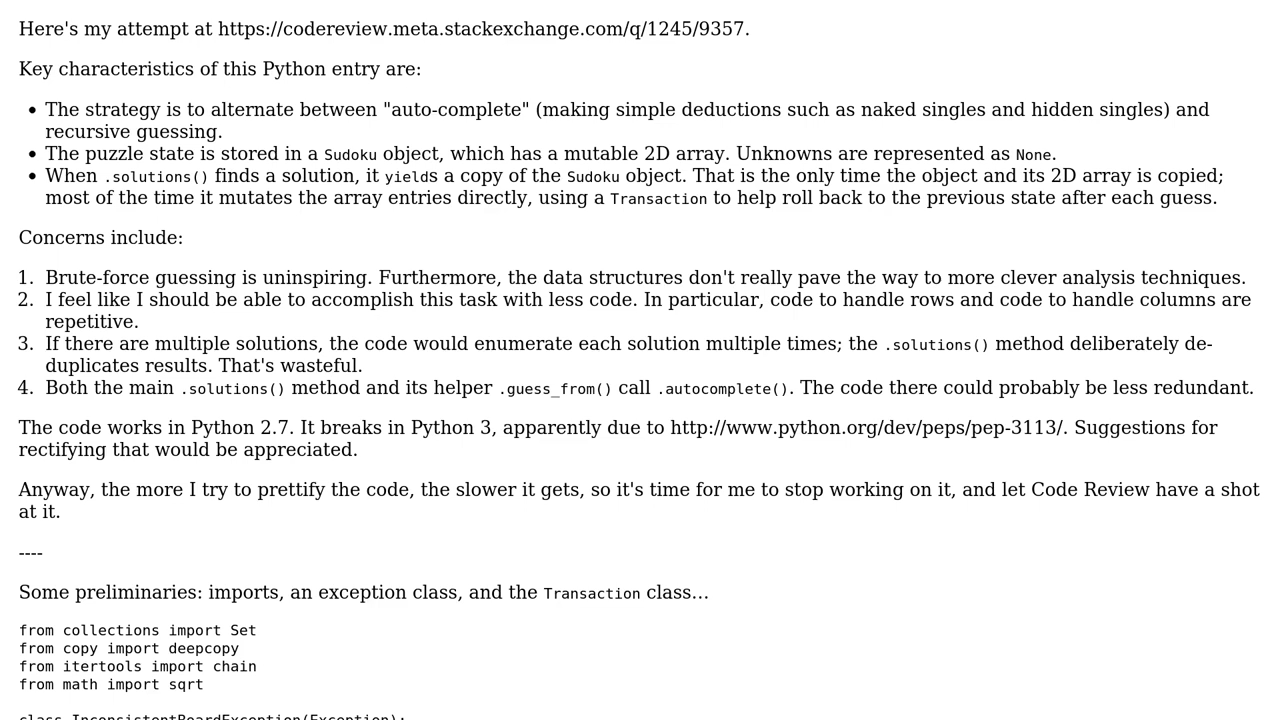 Here's my attempt at https://codereview.meta.stackexchange.com/q/1245/9357.
Key characteristics of this Python entry are:
• The strategy is to alternate between "auto-complete" (making simple deductions such as naked singles and hidden singles) and
recursive guessing.
• The puzzle state is stored in a Sudoku object, which has a mutable 2D array. Unknowns are represented as None.
• When .solutions() finds a solution, it yields a copy of the Sudoku object. That is the only time the object and its 2D array is copied;
most of the time it mutates the array entries directly, using a Transaction to help roll back to the previous state after each guess.
Concerns include:
1. Brute-force guessing is uninspiring. Furthermore, the data structures don't really pave the way to more clever analysis techniques.
2. I feel like I should be able to accomplish this task with less code. In particular, code to handle rows and code to handle columns are
repetitive.
3. If there are multiple solutions, the code would enumerate each solution multiple times; the .solutions() method deliberately de-
duplicates results. That's wasteful.
4. Both the main .solutions() method and its helper .guess_from() call .autocomplete(). The code there could probably be less redundant.
The code works in Python 2.7. It breaks in Python 3, apparently due to http://www.python.org/dev/peps/pep-3113/. Suggestions for
rectifying that would be appreciated.
Anyway, the more I try to prettify the code, the slower it gets, so it's time for me to stop working on it, and let Code Review have a shot
at it.
----
Some preliminaries: imports, an exception class, and the Transaction class…
from collections import Set
from copy import deepcopy
from itertools import chain
from math import sqrt
class InconsistentBoardException(Exception):